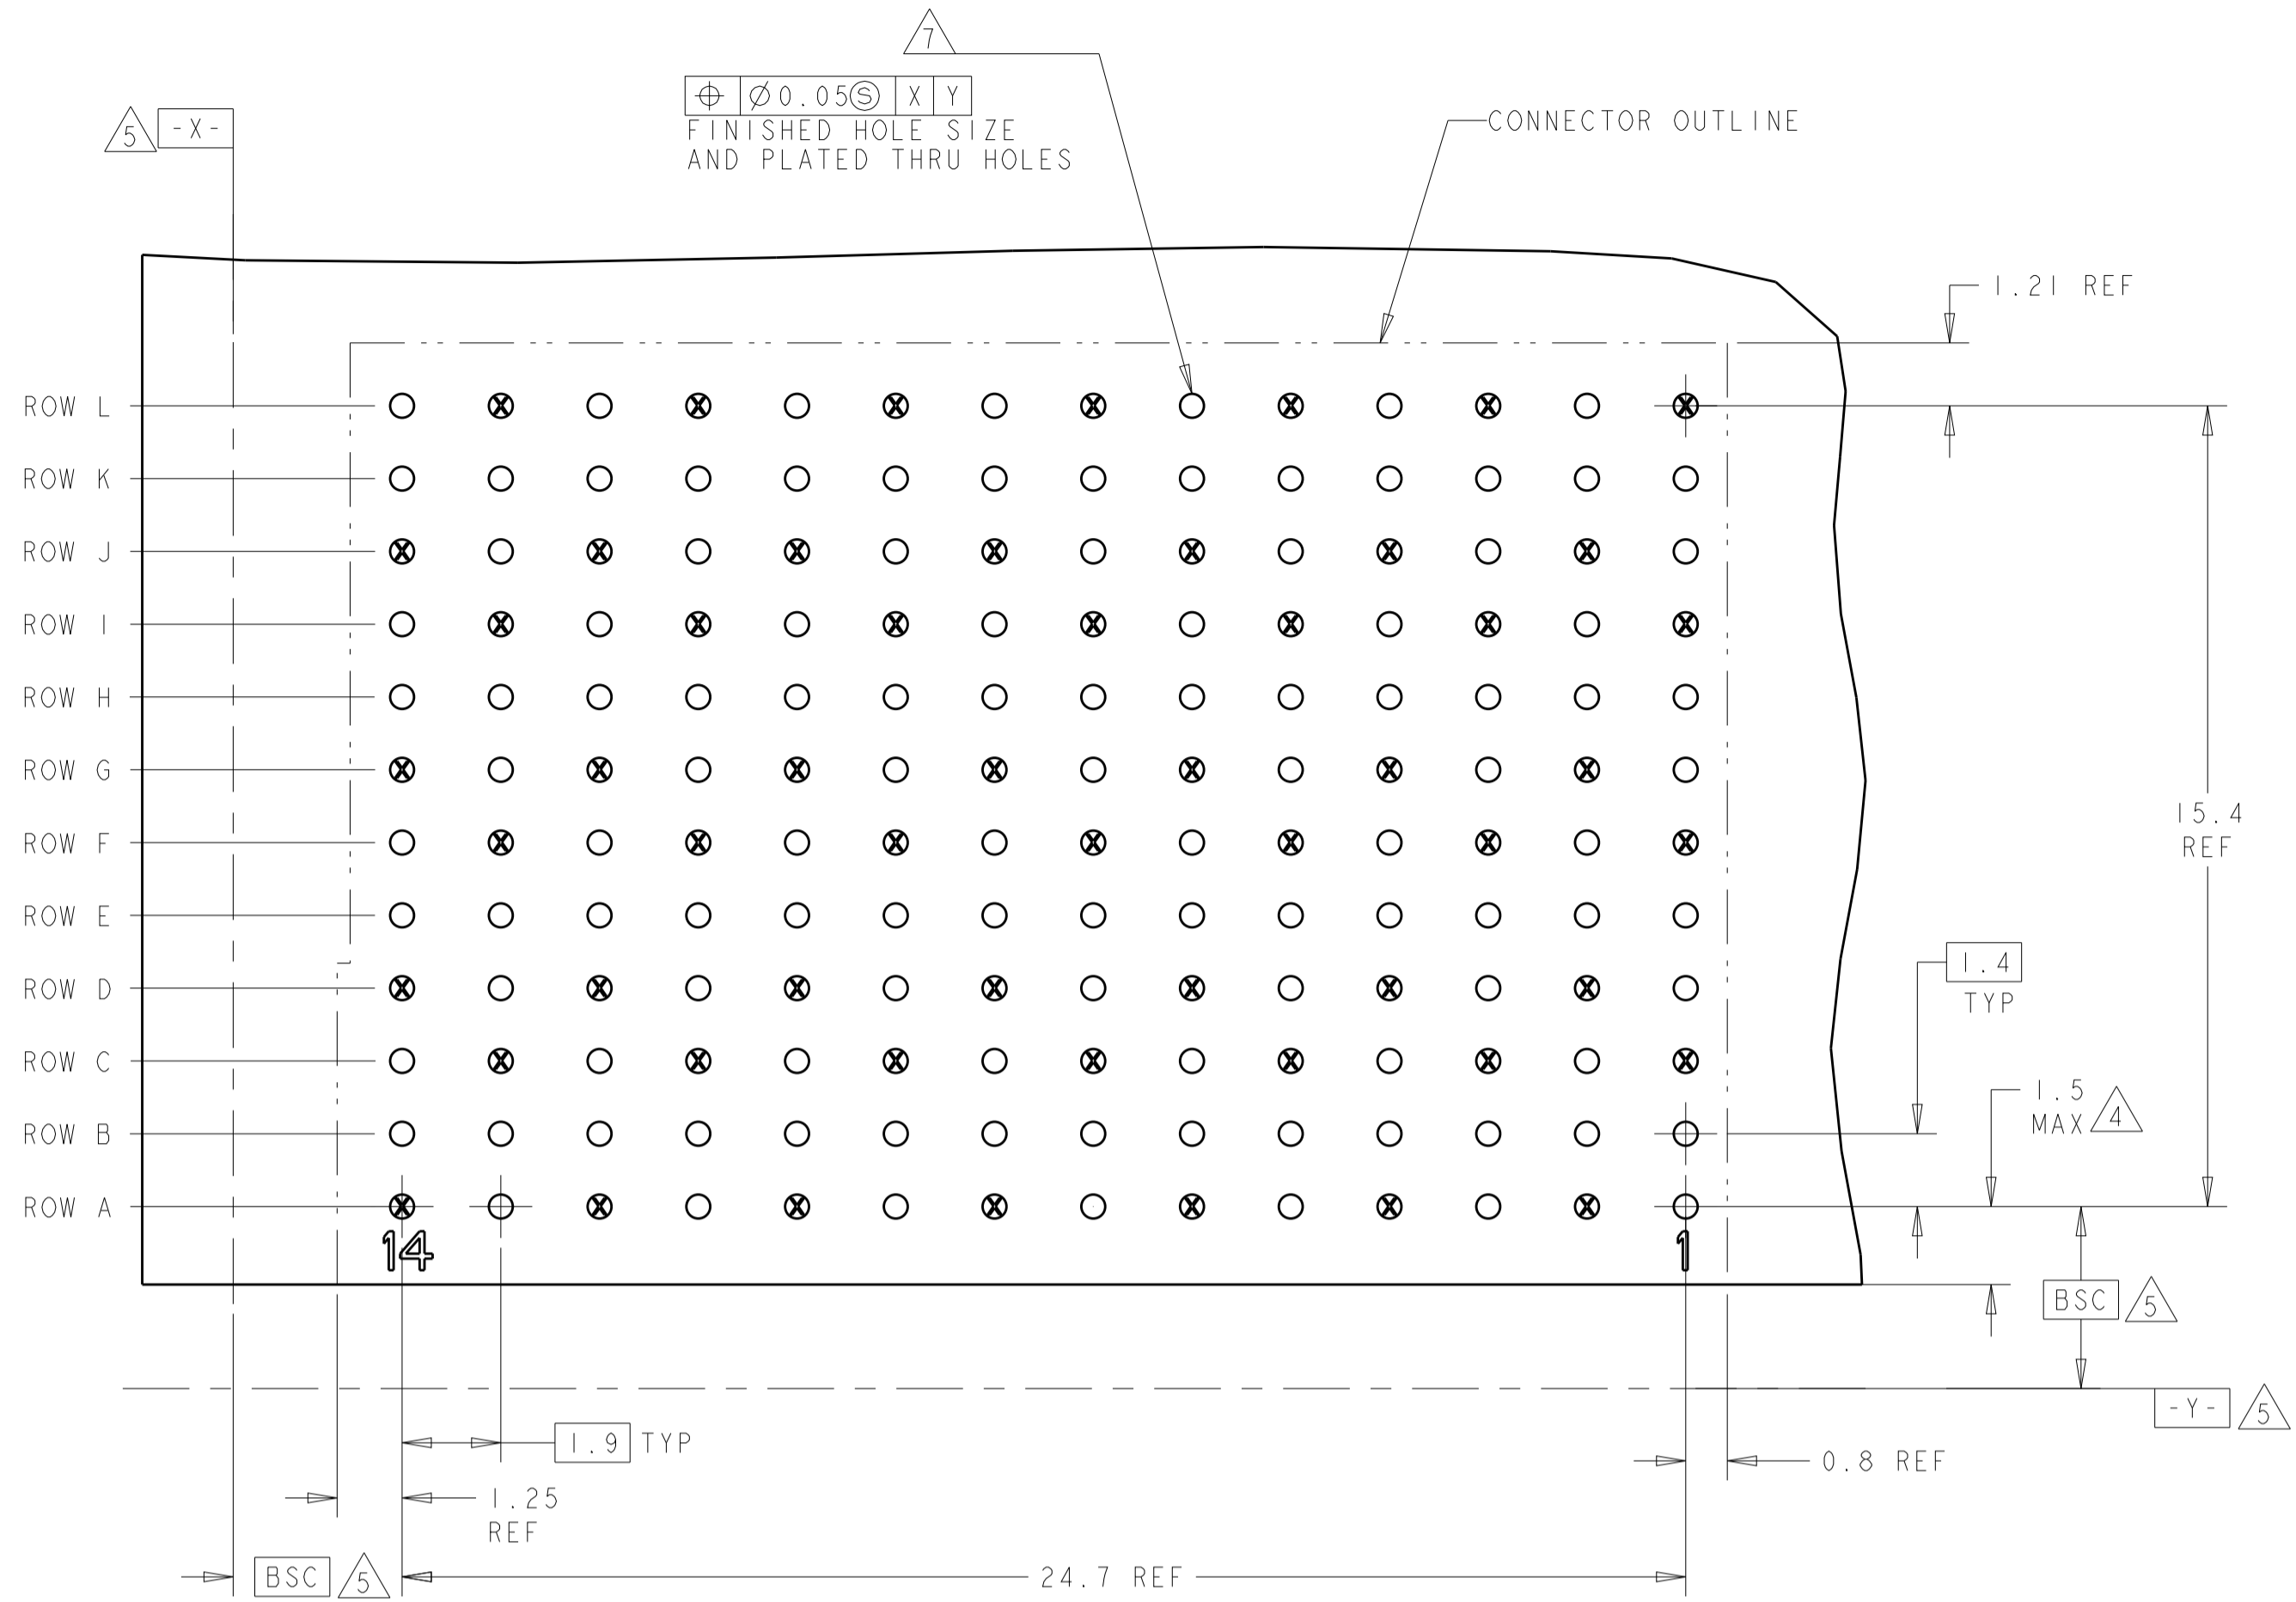 7
⌖ ⌀0.05Ⓢ X Y
FINISHED HOLE SIZE
AND PLATED THRU HOLES
5 -X-
CONNECTOR OUTLINE
1.21 REF
ROW L
ROW K
ROW J
ROW I
ROW H
ROW G
ROW F
ROW E
ROW D
ROW C
ROW B
ROW A
15.4
REF
1.4
TYP
1.5
MAX 4
14
1
BSC 5
-Y- 5
1.9 TYP
0.8 REF
1.25
REF
BSC 5
24.7 REF